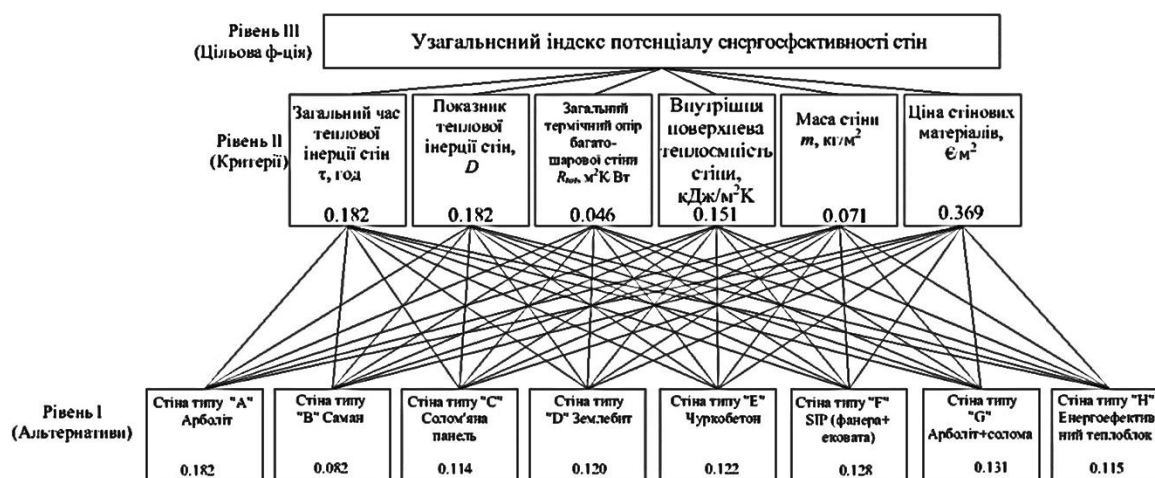 Рівень III
(Цільова ф-ція)
Узагальнений індекс потенціалу енергоефективності стін
Рівень II
(Критерії)
Загальний час
теплової
інерції стін
τ, год
0.182
Показник
теплової
інерції стін,
D
0.182
Загальний
термічний опір
багато-
шарової стіни
Rtot, м²К Вт
0.046
Внутрішня
поверхнева
теплоємність
стіни,
кДж/м²К
0.151
Маса стіни
m, кг/м²
0.071
Ціна стінових
матеріалів,
Є/м²
0.369
Рівень I
(Альтернативи)
Стіна типу "A"
Арболіт
0.182
Стіна типу
"B" Саман
0.082
Стіна типу "C"
Солом'яна
панель
0.114
Стіна типу
"D" Землебит
0.120
Стіна типу "E"
Чуркобетон
0.122
Стіна типу "F"
SIP (фанера+
ековата)
0.128
Стіна типу
"G"
Арболіт+солома
0.131
Стіна типу "H"
Енергоефектив
ний теплоблок
0.115